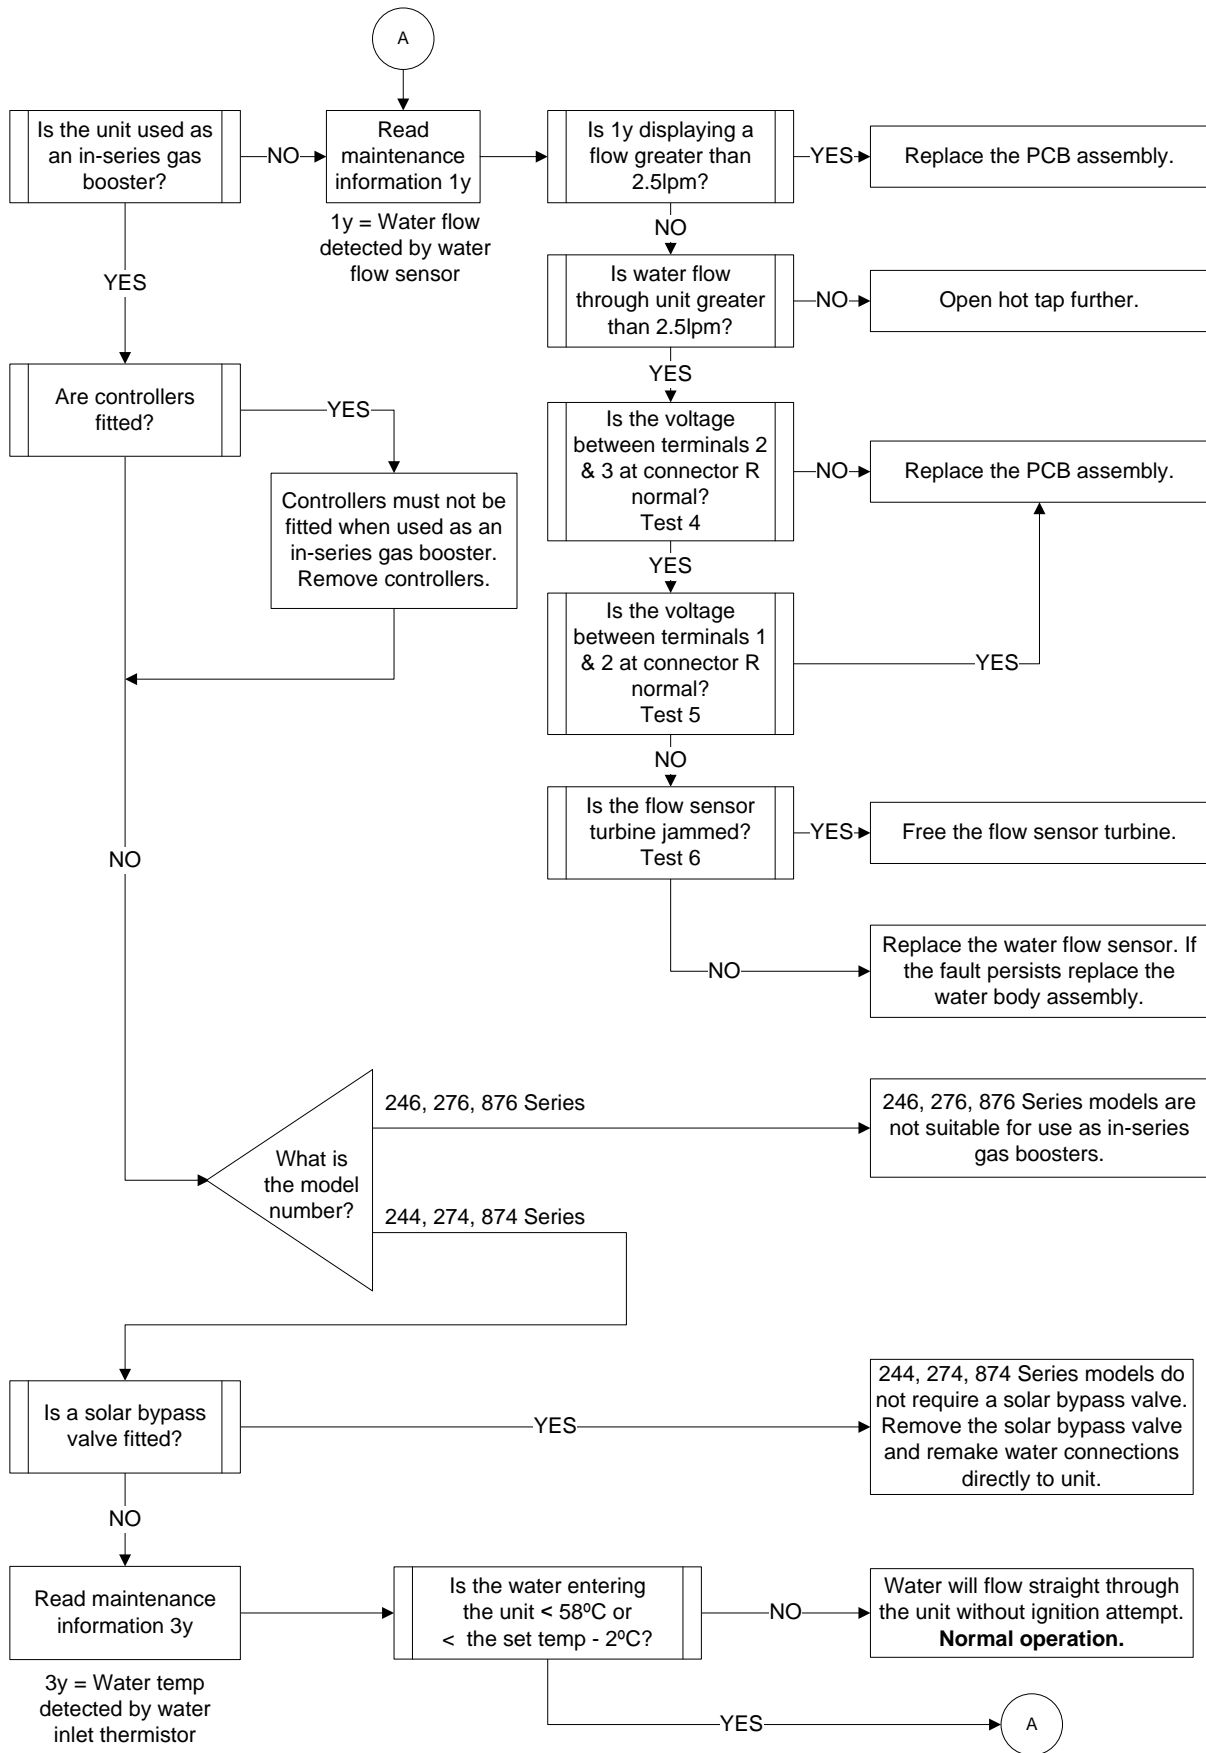 A
Is the unit used as
an in-series gas
booster?
NO
Read
maintenance
information 1y
1y = Water flow
detected by water
flow sensor
Is 1y displaying a
flow greater than
2.5lpm?
YES
Replace the PCB assembly.
NO
YES
Is water flow
through unit greater
than 2.5lpm?
NO
Open hot tap further.
YES
Are controllers
fitted?
YES
Controllers must not be
fitted when used as an
in-series gas booster.
Remove controllers.
Is the voltage
between terminals 2
& 3 at connector R
normal?
Test 4
NO
Replace the PCB assembly.
YES
Is the voltage
between terminals 1
& 2 at connector R
normal?
Test 5
YES
NO
Is the flow sensor
turbine jammed?
Test 6
YES
Free the flow sensor turbine.
NO
NO
Replace the water flow sensor. If
the fault persists replace the
water body assembly.
What is
the model
number?
246, 276, 876 Series
246, 276, 876 Series models are
not suitable for use as in-series
gas boosters.
244, 274, 874 Series
Is a solar bypass
valve fitted?
YES
244, 274, 874 Series models do
not require a solar bypass valve.
Remove the solar bypass valve
and remake water connections
directly to unit.
NO
Read maintenance
information 3y
3y = Water temp
detected by water
inlet thermistor
Is the water entering
the unit < 58ºC or
< the set temp - 2ºC?
NO
Water will flow straight through
the unit without ignition attempt.
Normal operation.
YES
A